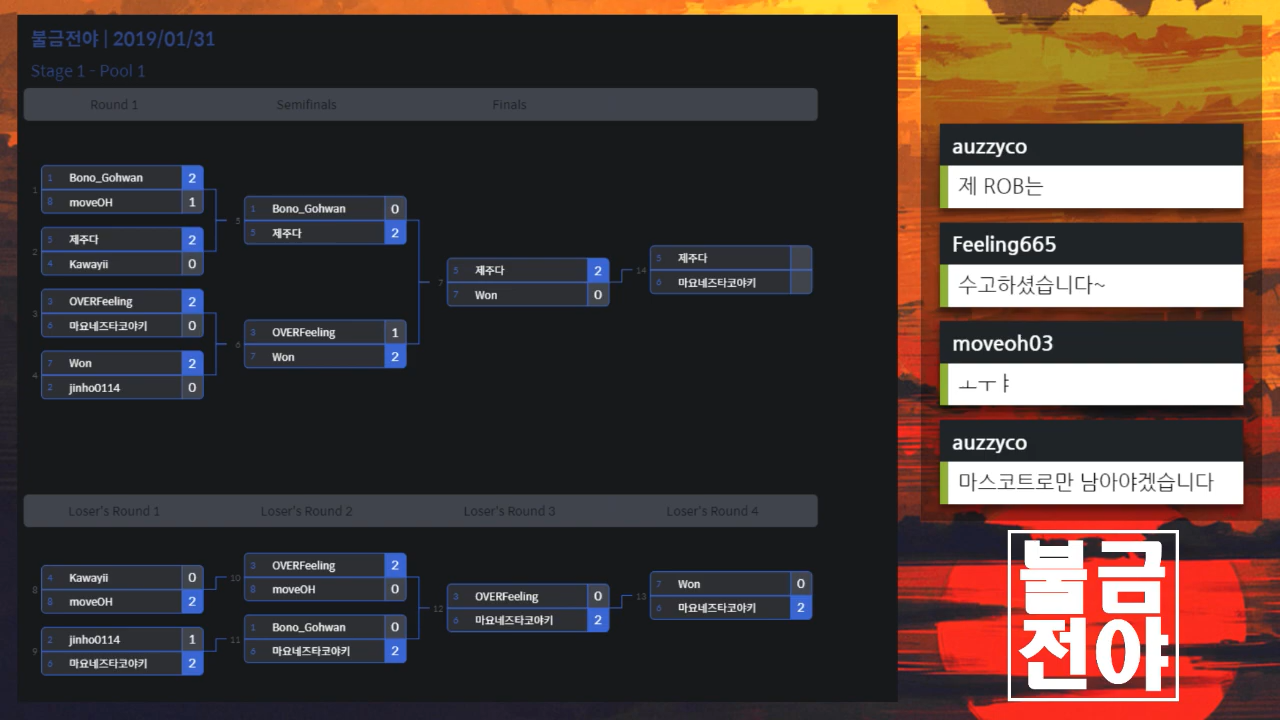 불금전야 | 2019/01/31
Stage 1 - Pool 1
Round 1 Semifinals Finals
1
1 Bono_Gohwan 2
8 moveOH 1
2
5 제주다 2
4 Kawayii 0
3
3 OVERFeeling 2
6 마요네즈타코야키 0
4
7 Won 2
2 jinho0114 0
5
1 Bono_Gohwan 0
5 제주다 2
6
3 OVERFeeling 1
7 Won 2
7
5 제주다 2
7 Won 0
14
5 제주다
6 마요네즈타코야키
Loser's Round 1 Loser's Round 2 Loser's Round 3 Loser's Round 4
8
4 Kawayii 0
8 moveOH 2
9
2 jinho0114 1
6 마요네즈타코야키 2
10
3 OVERFeeling 2
8 moveOH 0
11
1 Bono_Gohwan 0
6 마요네즈타코야키 2
12
3 OVERFeeling 0
6 마요네즈타코야키 2
13
7 Won 0
6 마요네즈타코야키 2
auzzyco
제 ROB는
Feeling665
수고하셨습니다~
moveoh03
ㅗㅜㅑ
auzzyco
마스코트로만 남아야겠습니다
불금
전야